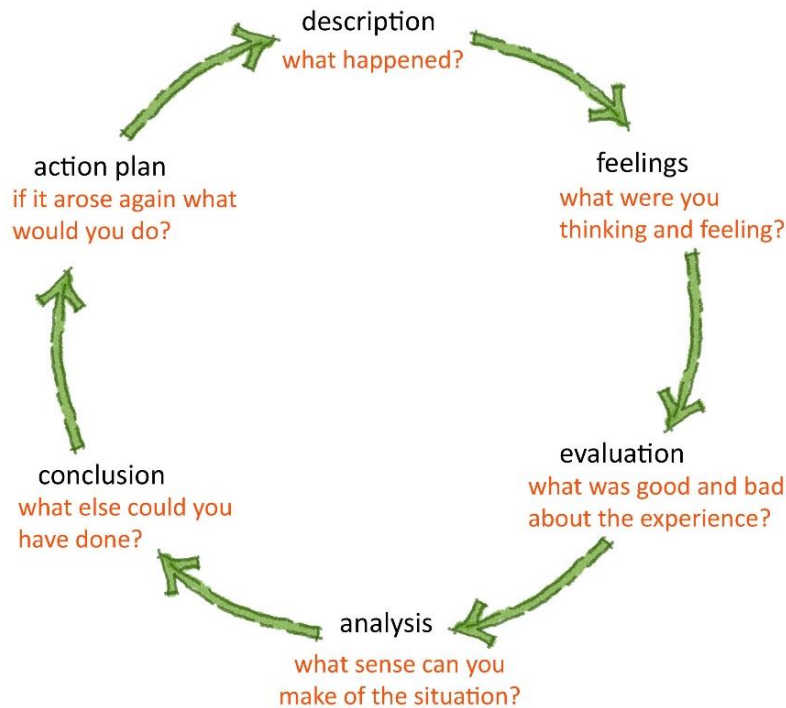 description
what happened?
feelings
what were you
thinking and feeling?
evaluation
what was good and bad
about the experience?
analysis
what sense can you
make of the situation?
conclusion
what else could you
have done?
action plan
if it arose again what
would you do?